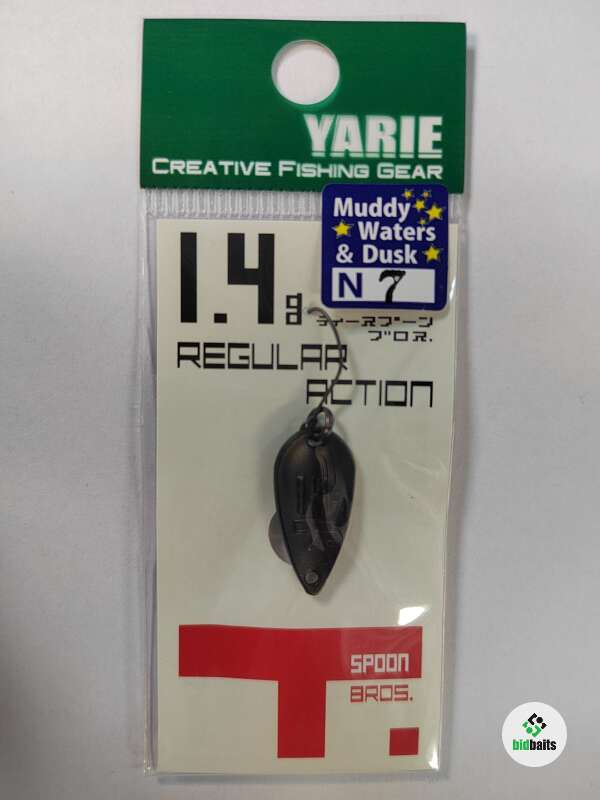 YARIE
CREATIVE FISHING GEAR
Muddy
Waters
& Dusk
N 7
1.4g
ティースプーン
ブロス.
REGULAR
ACTION
T.
SPOON
BROS.
bidbaits